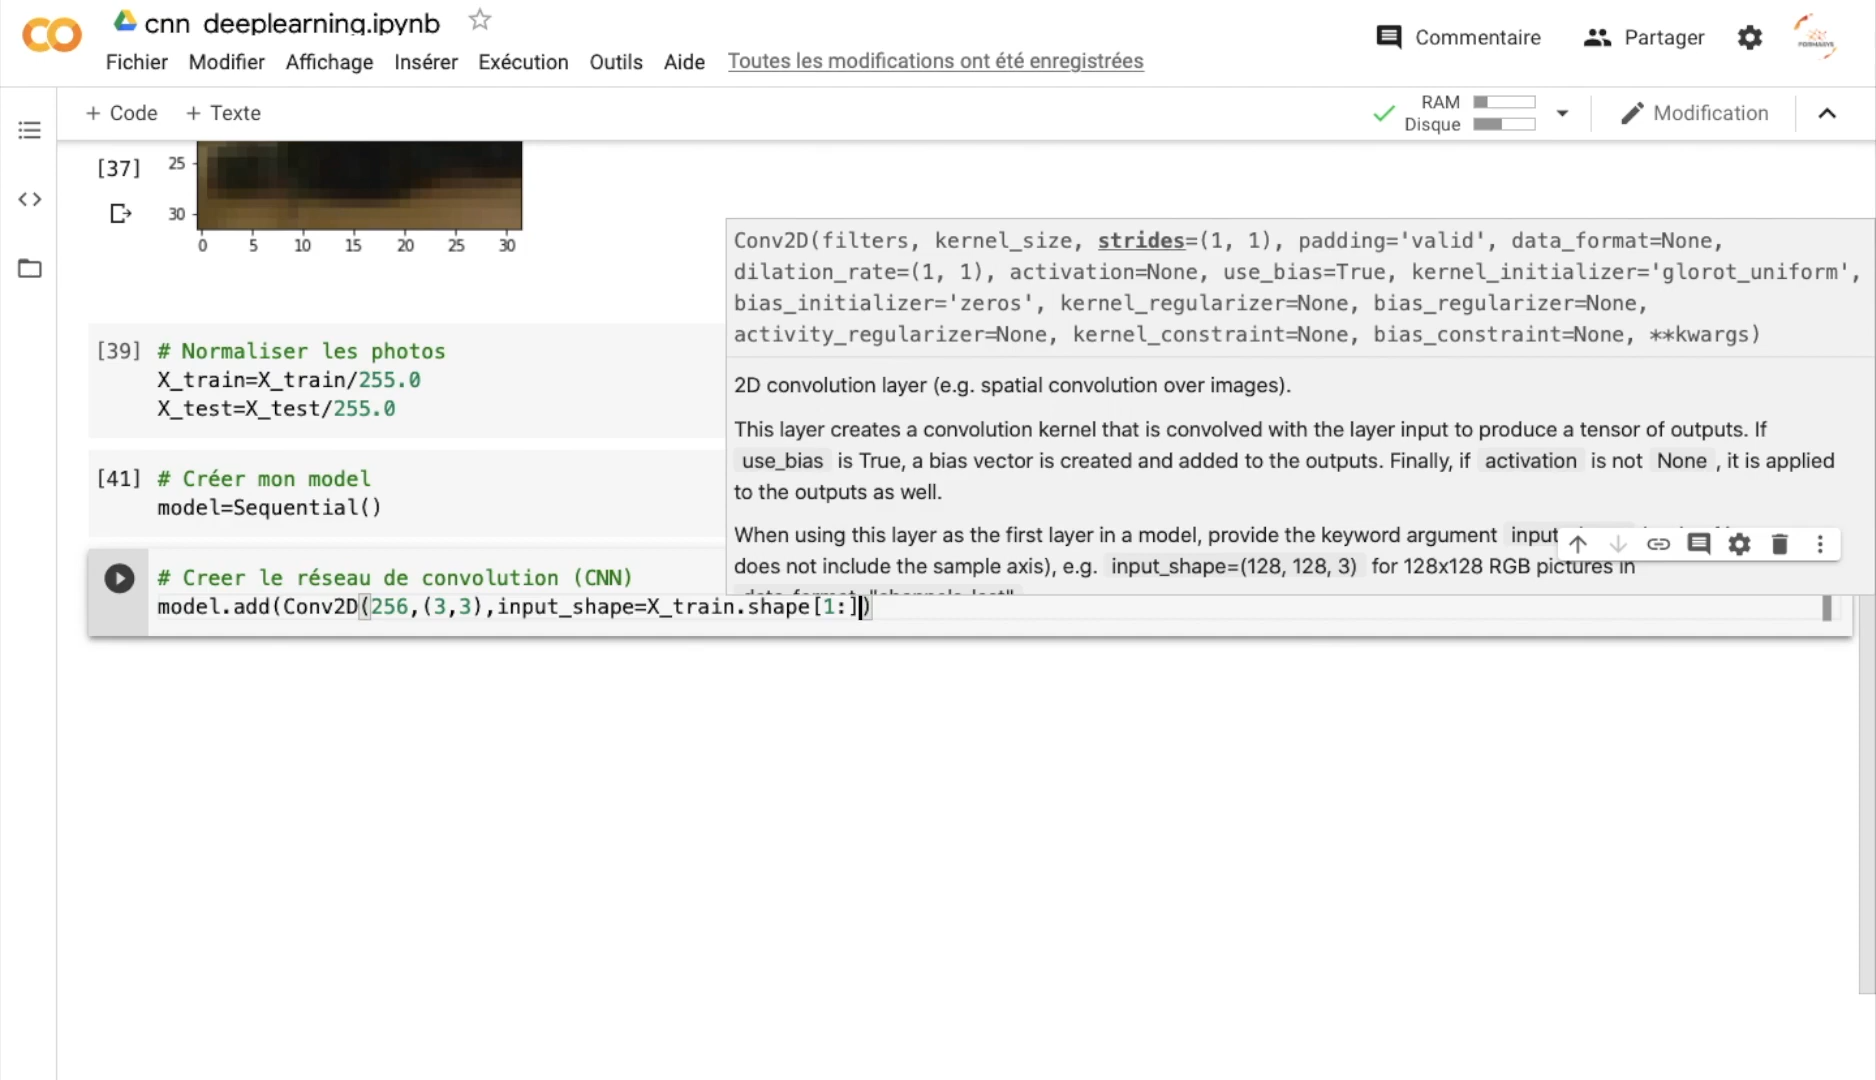 cnn_deeplearning.ipynb
Commentaire
Partager
Fichier Modifier Affichage Insérer Exécution Outils Aide Toutes les modifications ont été enregistrées
+ Code + Texte
RAM
Disque
Modification
[37]
25
30
0 5 10 15 20 25 30
Conv2D(filters, kernel_size, strides=(1, 1), padding='valid', data_format=None,
dilation_rate=(1, 1), activation=None, use_bias=True, kernel_initializer='glorot_uniform',
bias_initializer='zeros', kernel_regularizer=None, bias_regularizer=None,
activity_regularizer=None, kernel_constraint=None, bias_constraint=None, **kwargs)
2D convolution layer (e.g. spatial convolution over images).
This layer creates a convolution kernel that is convolved with the layer input to produce a tensor of outputs. If
use_bias is True, a bias vector is created and added to the outputs. Finally, if activation is not None , it is applied
to the outputs as well.
When using this layer as the first layer in a model, provide the keyword argument input
does not include the sample axis), e.g. input_shape=(128, 128, 3) for 128x128 RGB pictures in
[39] # Normaliser les photos
X_train=X_train/255.0
X_test=X_test/255.0
[41] # Créer mon model
model=Sequential()
# Creer le réseau de convolution (CNN)
model.add(Conv2D(256,(3,3),input_shape=X_train.shape[1:])